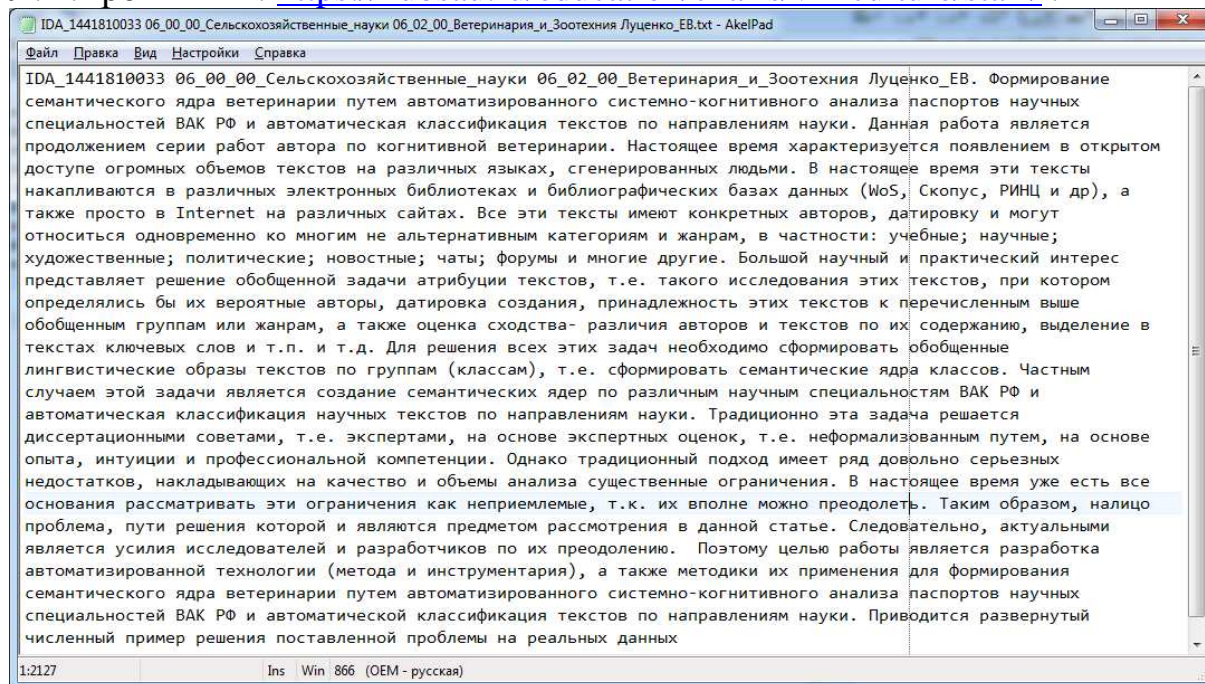 IDA_1441810033 06_00_00_Сельскохозяйственные_науки 06_02_00_Ветеринария_и_Зоотехния Луценко_ЕВ.txt - AkelPad
Файл Правка Вид Настройки Справка
IDA_1441810033 06_00_00_Сельскохозяйственные_науки 06_02_00_Ветеринария_и_Зоотехния Луценко_ЕВ. Формирование
семантического ядра ветеринарии путем автоматизированного системно-когнитивного анализа паспортов научных
специальностей ВАК РФ и автоматическая классификация текстов по направлениям науки. Данная работа является
продолжением серии работ автора по когнитивной ветеринарии. Настоящее время характеризуется появлением в открытом
доступе огромных объемов текстов на различных языках, сгенерированных людьми. В настоящее время эти тексты
накапливаются в различных электронных библиотеках и библиографических базах данных (WoS, Скопус, РИНЦ и др), а
также просто в Internet на различных сайтах. Все эти тексты имеют конкретных авторов, датировку и могут
относиться одновременно ко многим не альтернативным категориям и жанрам, в частности: учебные; научные;
художественные; политические; новостные; чаты; форумы и многие другие. Большой научный и практический интерес
представляет решение обобщенной задачи атрибуции текстов, т.е. такого исследования этих текстов, при котором
определялись бы их вероятные авторы, датировка создания, принадлежность этих текстов к перечисленным выше
обобщенным группам или жанрам, а также оценка сходства- различия авторов и текстов по их содержанию, выделение в
текстах ключевых слов и т.п. и т.д. Для решения всех этих задач необходимо сформировать обобщенные
лингвистические образы текстов по группам (классам), т.е. сформировать семантические ядра классов. Частным
случаем этой задачи является создание семантических ядер по различным научным специальностям ВАК РФ и
автоматическая классификация научных текстов по направлениям науки. Традиционно эта задача решается
диссертационными советами, т.е. экспертами, на основе экспертных оценок, т.е. неформализованным путем, на основе
опыта, интуиции и профессиональной компетенции. Однако традиционный подход имеет ряд довольно серьезных
недостатков, накладывающих на качество и объемы анализа существенные ограничения. В настоящее время уже есть все
основания рассматривать эти ограничения как неприемлемые, т.к. их вполне можно преодолеть. Таким образом, налицо
проблема, пути решения которой и являются предметом рассмотрения в данной статье. Следовательно, актуальными
является усилия исследователей и разработчиков по их преодолению.  Поэтому целью работы является разработка
автоматизированной технологии (метода и инструментария), а также методики их применения для формирования
семантического ядра ветеринарии путем автоматизированного системно-когнитивного анализа паспортов научных
специальностей ВАК РФ и автоматической классификации текстов по направлениям науки. Приводится развернутый
численный пример решения поставленной проблемы на реальных данных
1:2127 Ins Win 866 (OEM - русская)